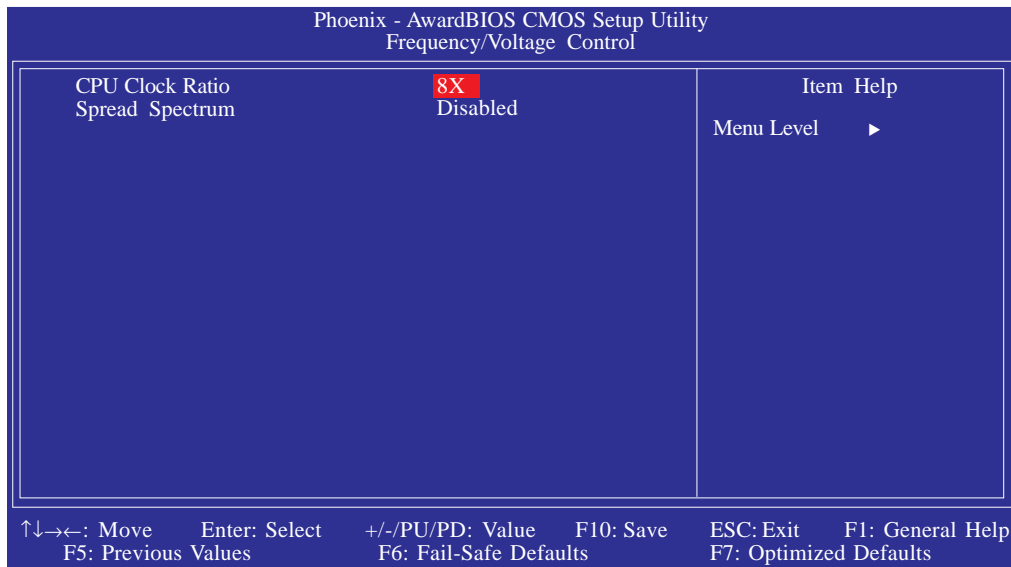 Phoenix - AwardBIOS CMOS Setup Utility
Frequency/Voltage Control
CPU Clock Ratio 8X
Spread Spectrum Disabled
Item Help
Menu Level ►
↑↓→←: Move Enter: Select +/-/PU/PD: Value F10: Save ESC: Exit F1: General Help
F5: Previous Values F6: Fail-Safe Defaults F7: Optimized Defaults